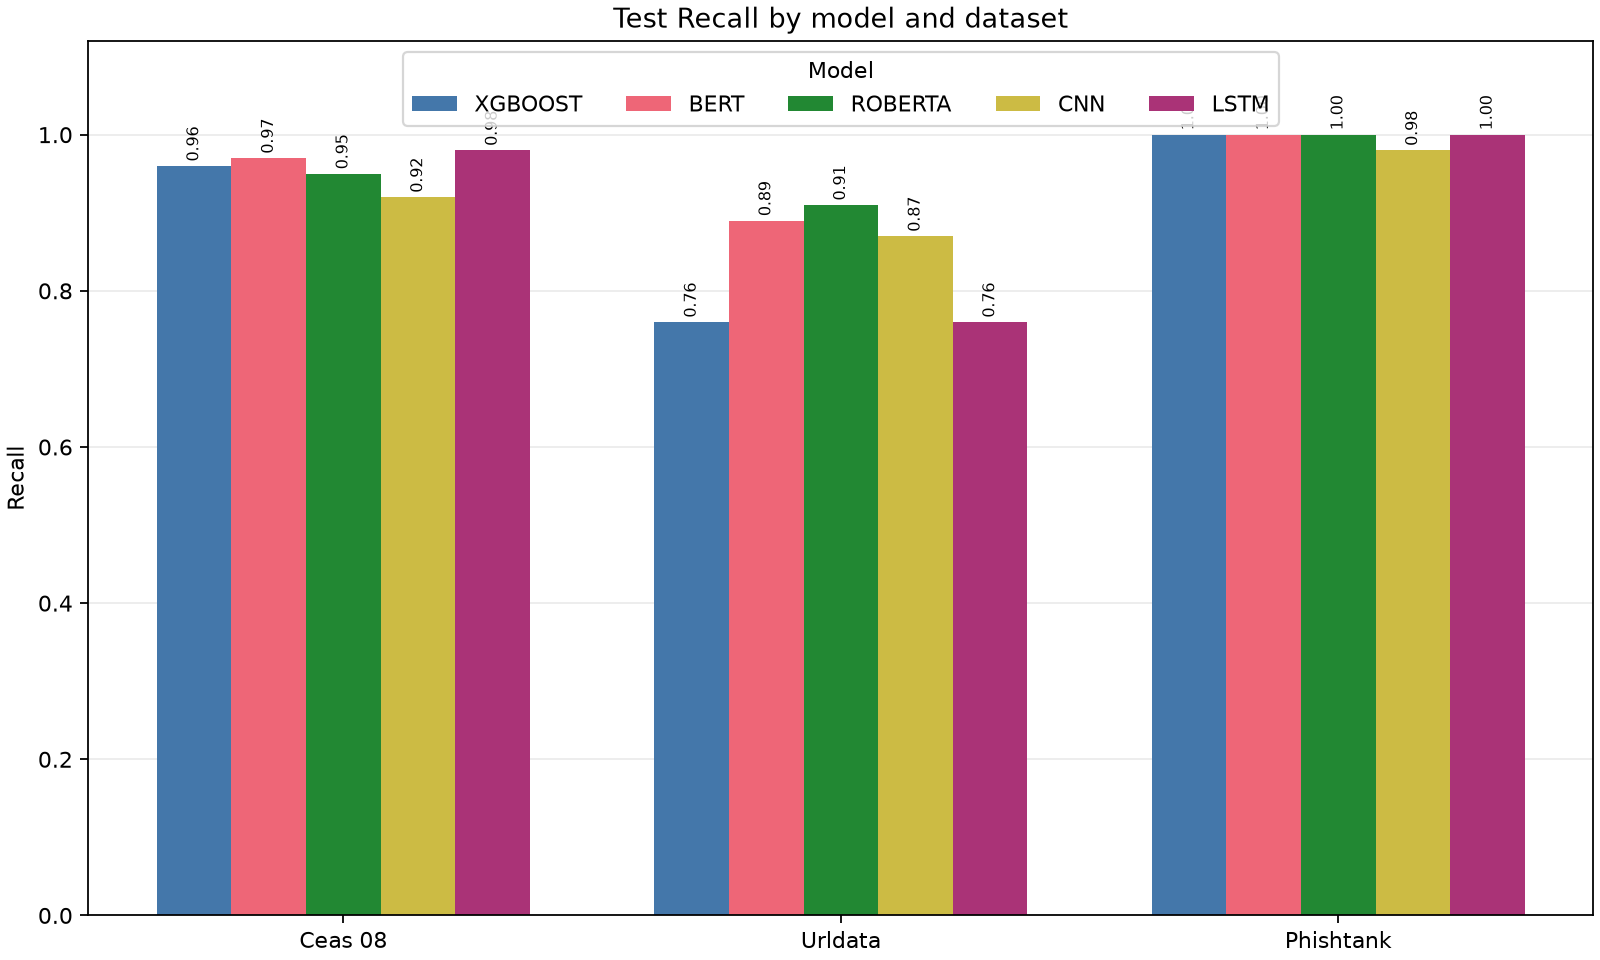 Test Recall by model and dataset
Model
XGBOOST BERT ROBERTA CNN LSTM
0.96 0.97 0.95 0.92 0.98
0.76 0.89 0.91 0.87 0.76
1.00 0.98 1.00
1.0
0.8
0.6
0.4
0.2
0.0
Recall
Ceas 08 Urldata Phishtank